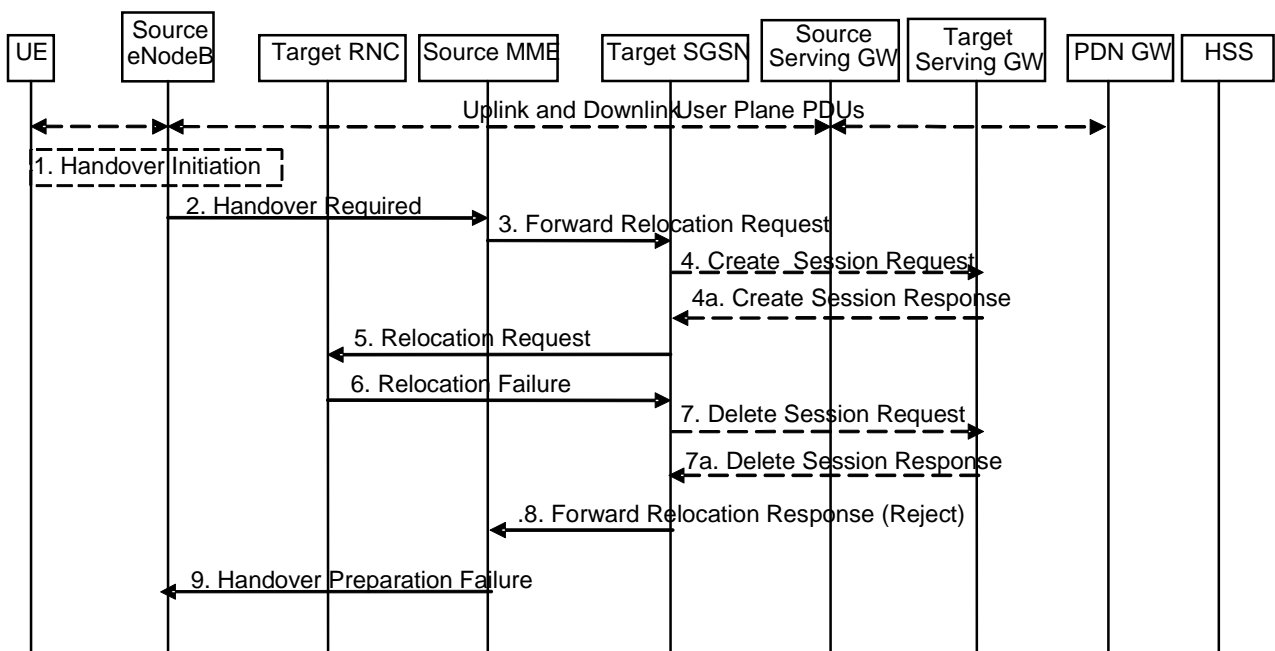 UE
Source
eNodeB
Target RNC
Source MME
Target SGSN
Source
Serving GW
Target
Serving GW
PDN GW
HSS
Uplink and Downlink User Plane PDUs
1. Handover Initiation
2. Handover Required
3. Forward Relocation Request
4. Create Session Request
4a. Create Session Response
5. Relocation Request
6. Relocation Failure
7. Delete Session Request
7a. Delete Session Response
.8. Forward Relocation Response (Reject)
9. Handover Preparation Failure